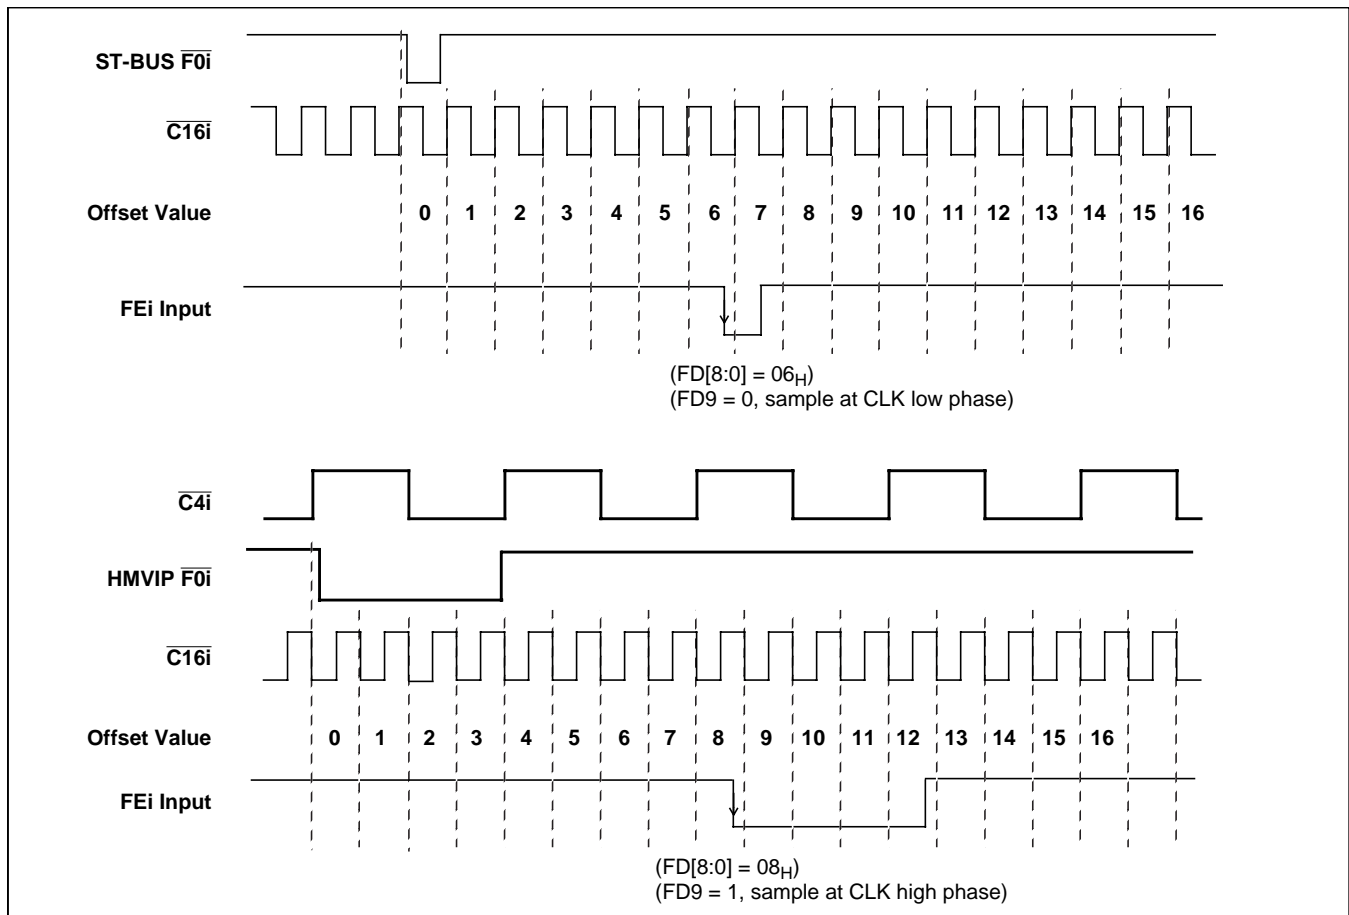 ST-BUS F0i
C16i
Offset Value 0 1 2 3 4 5 6 7 8 9 10 11 12 13 14 15 16
FEi Input
(FD[8:0] = 06H)
(FD9 = 0, sample at CLK low phase)
C4i
HMVIP F0i
C16i
Offset Value 0 1 2 3 4 5 6 7 8 9 10 11 12 13 14 15 16
FEi Input
(FD[8:0] = 08H)
(FD9 = 1, sample at CLK high phase)